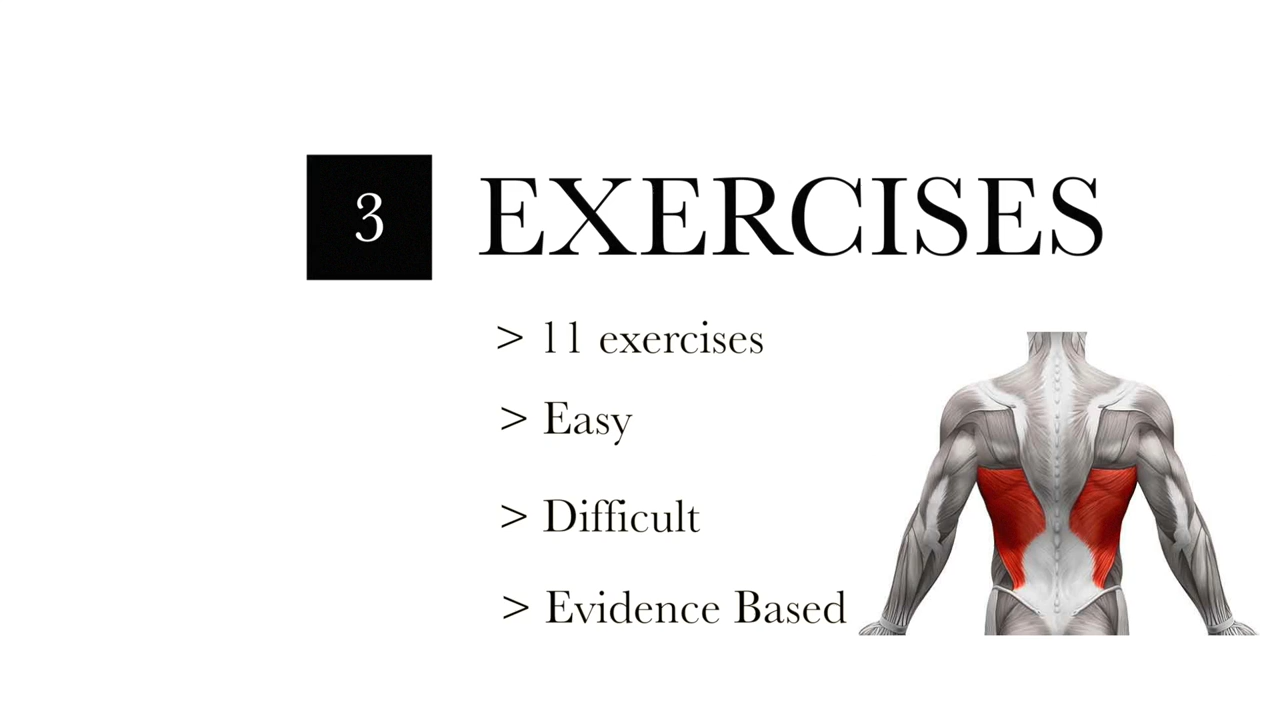 3 EXERCISES
> 11 exercises
> Easy
> Difficult
> Evidence Based